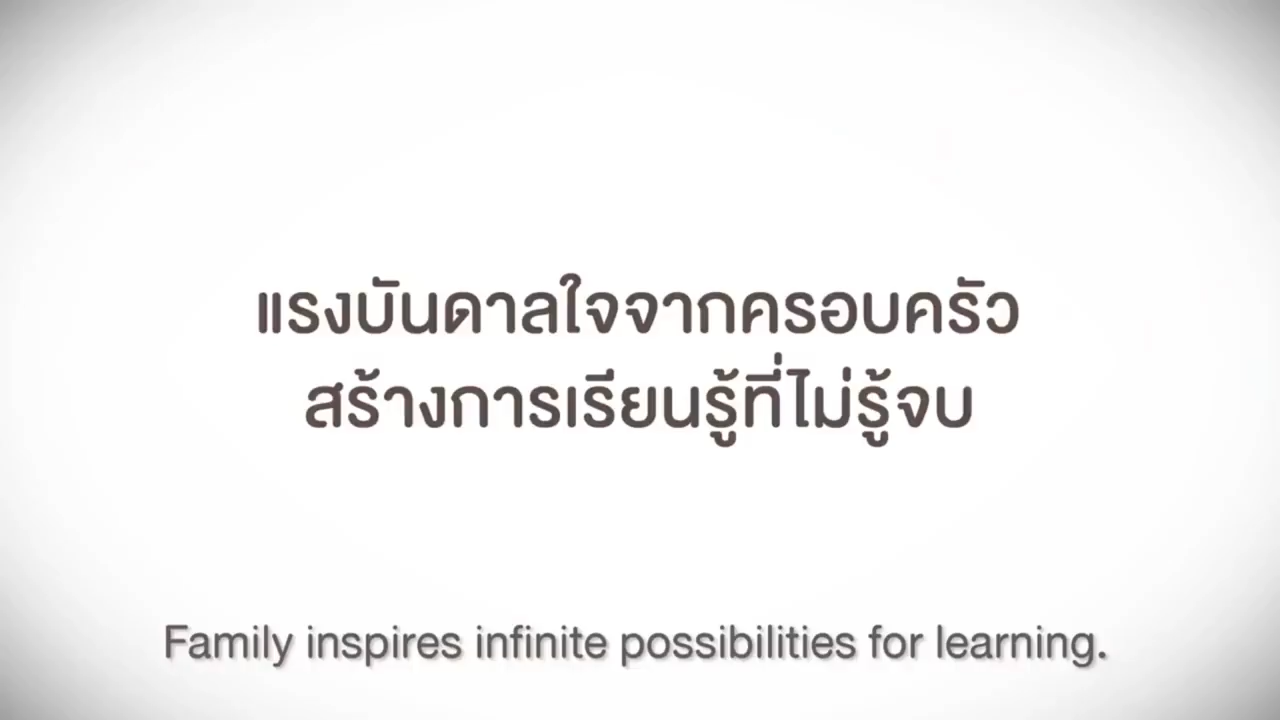 แรงบันดาลใจจากครอบครัว
สร้างการเรียนรู้ที่ไม่รู้จบ
Family inspires infinite possibilities for learning.